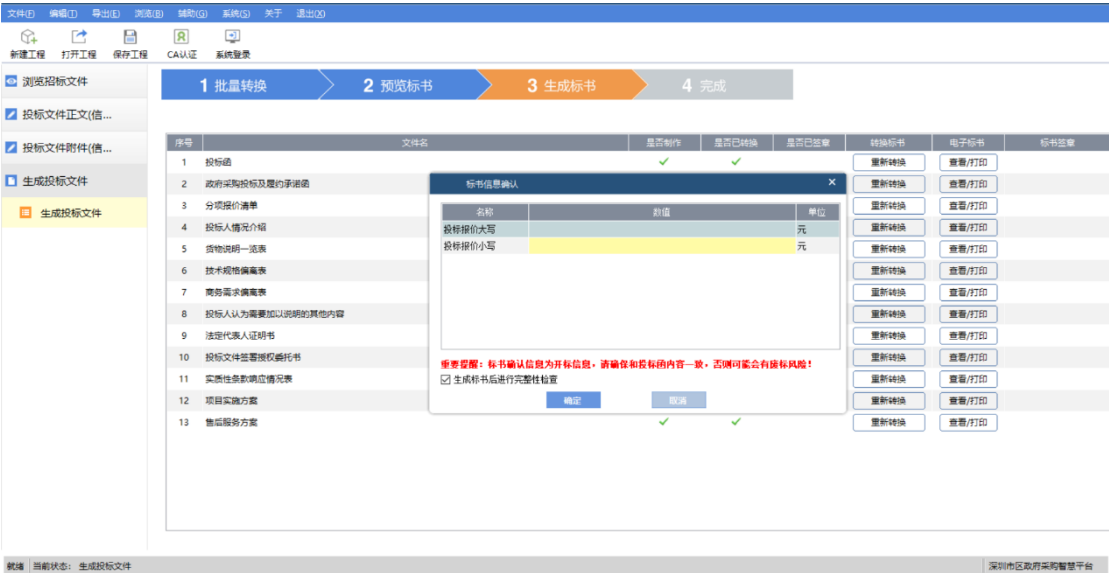 文件(F) 编辑(T) 导出(E) 浏览(B) 辅助(G) 系统(S) 关于 退出(X)
新建工程 打开工程 保存工程 CA认证 系统登录
浏览招标文件
投标文件正文(信...
投标文件附件(信...
生成投标文件
生成投标文件
1 批量转换 2 预览标书 3 生成标书 4 完成
序号 文件名 是否制作 是否已转换 是否已签章 转换标书 电子标书 标书签章
1 投标函 重新转换 查看/打印
2 政府采购投标及履约承诺函 重新转换 查看/打印
3 分项报价清单 重新转换 查看/打印
4 投标人情况介绍 重新转换 查看/打印
5 货物说明一览表 重新转换 查看/打印
6 技术规格偏离表 重新转换 查看/打印
7 商务需求偏离表 重新转换 查看/打印
8 投标人认为需要加以说明的其他内容 重新转换 查看/打印
9 法定代表人证明书 重新转换 查看/打印
10 投标文件签署授权委托书 重新转换 查看/打印
11 实质性条款响应情况表 重新转换 查看/打印
12 项目实施方案 重新转换 查看/打印
13 售后服务方案 重新转换 查看/打印
标书信息确认
名称 数值 单位
投标报价大写 元
投标报价小写 元
重要提醒：标书确认信息为开标信息，请确保和投标函内容一致，否则可能会有废标风险！
生成标书后进行完整性检查
确定 取消
就绪 当前状态: 生成投标文件 深圳市区政府采购智慧平台